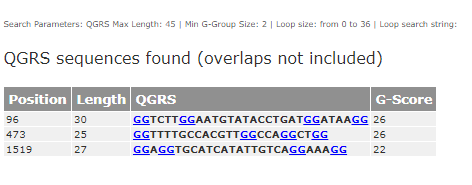 Search Parameters: QGRS Max Length: 45 | Min G-Group Size: 2 | Loop size: from 0 to 36 | Loop search string:
QGRS sequences found (overlaps not included)
Position Length QGRS G-Score
96 30 GGTCTTGGAATGTATACCTGATGGATAAGG 26
473 25 GGTTTTGCCACGTTGGCCAGGCTGG 26
1519 27 GGAGGTGCATCATATTGTCAGGAAAGG 22